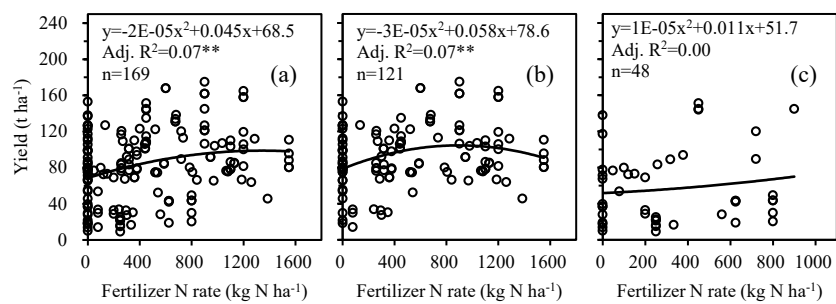 y=-2E-05x²+0.045x+68.5
Adj. R²=0.07**
n=169
(a)
y=-3E-05x²+0.058x+78.6
Adj. R²=0.07**
n=121
(b)
y=1E-05x²+0.011x+51.7
Adj. R²=0.00
n=48
(c)
Yield (t ha⁻¹)
240
200
160
120
80
40
0
0 400 800 1200 1600
0 400 800 1200 1600
0 200 400 600 800 1000
Fertilizer N rate (kg N ha⁻¹)
Fertilizer N rate (kg N ha⁻¹)
Fertilizer N rate (kg N ha⁻¹)